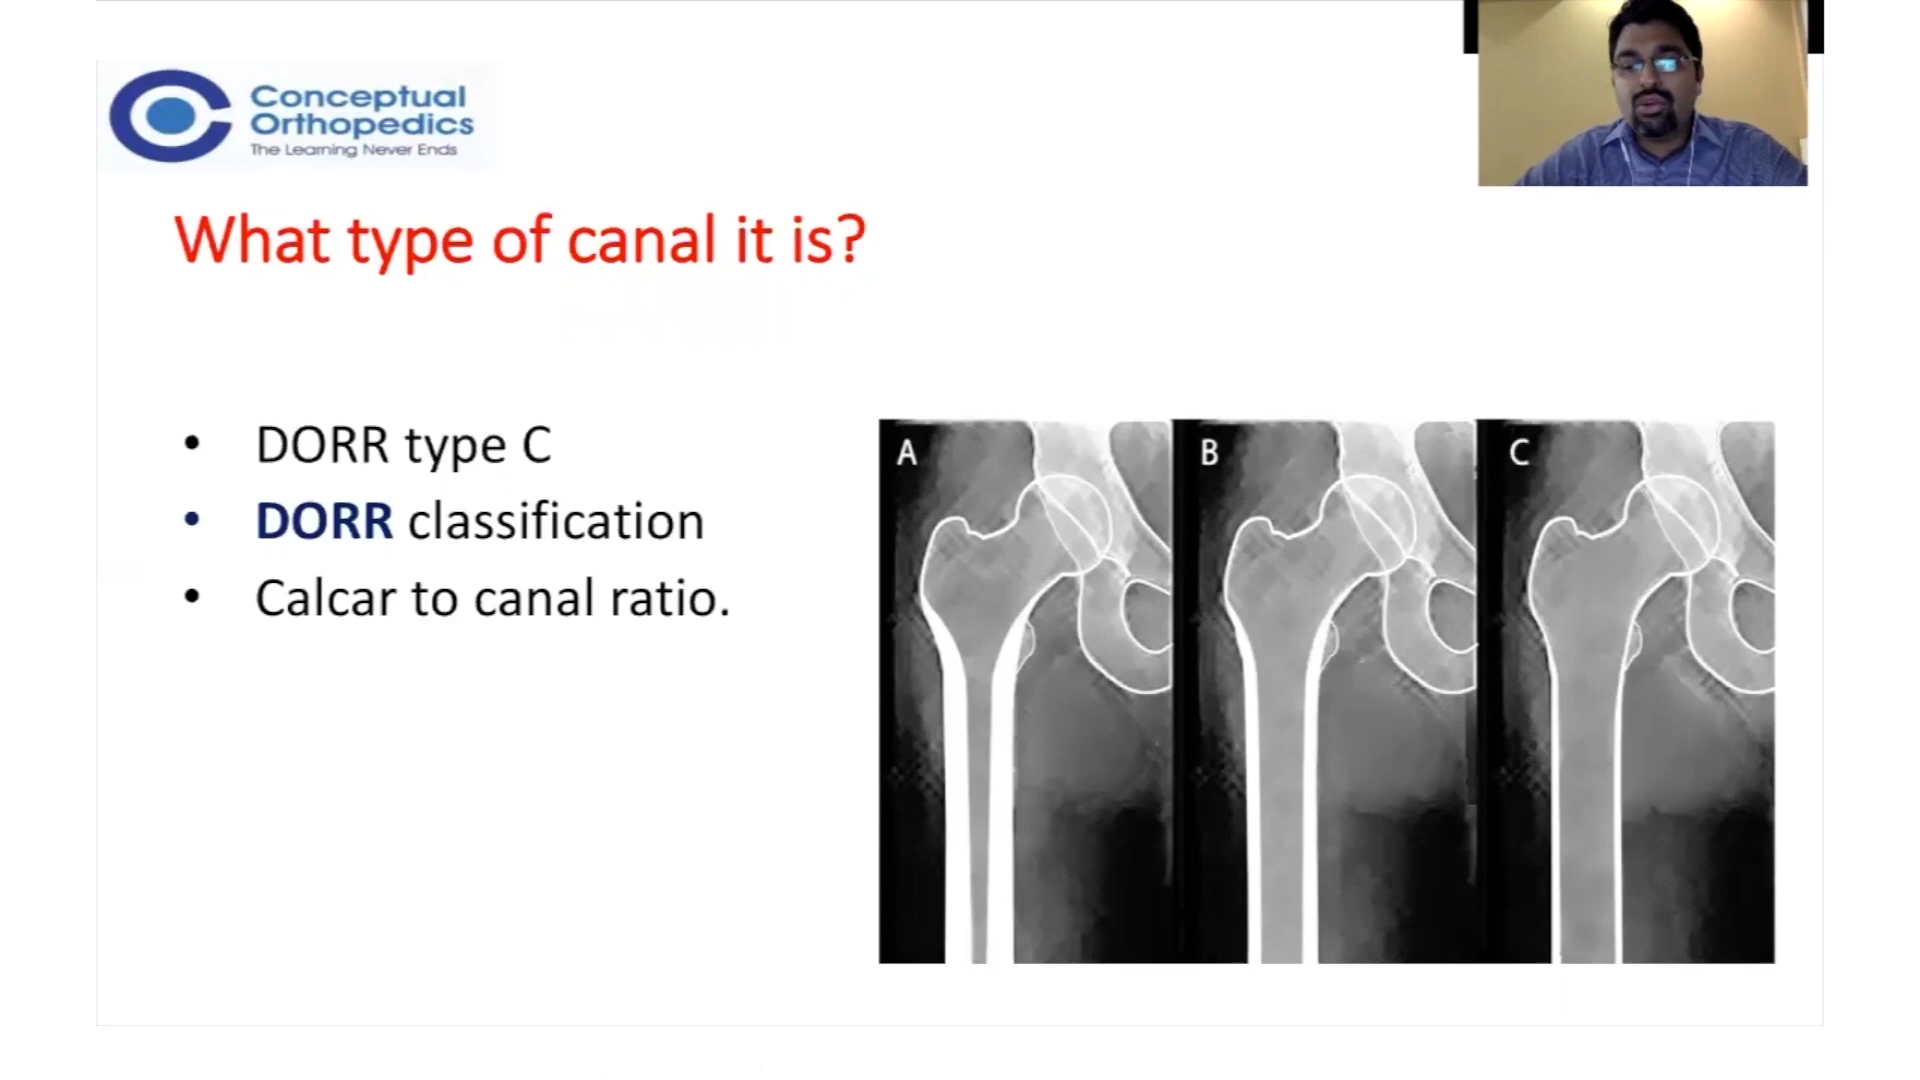 Conceptual
Orthopedics
The Learning Never Ends
What type of canal it is?
• DORR type C
• DORR classification
• Calcar to canal ratio.
A
B
C